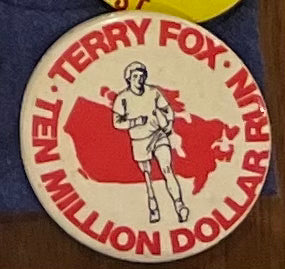 · TERRY FOX ·
TEN MILLION DOLLAR RUN